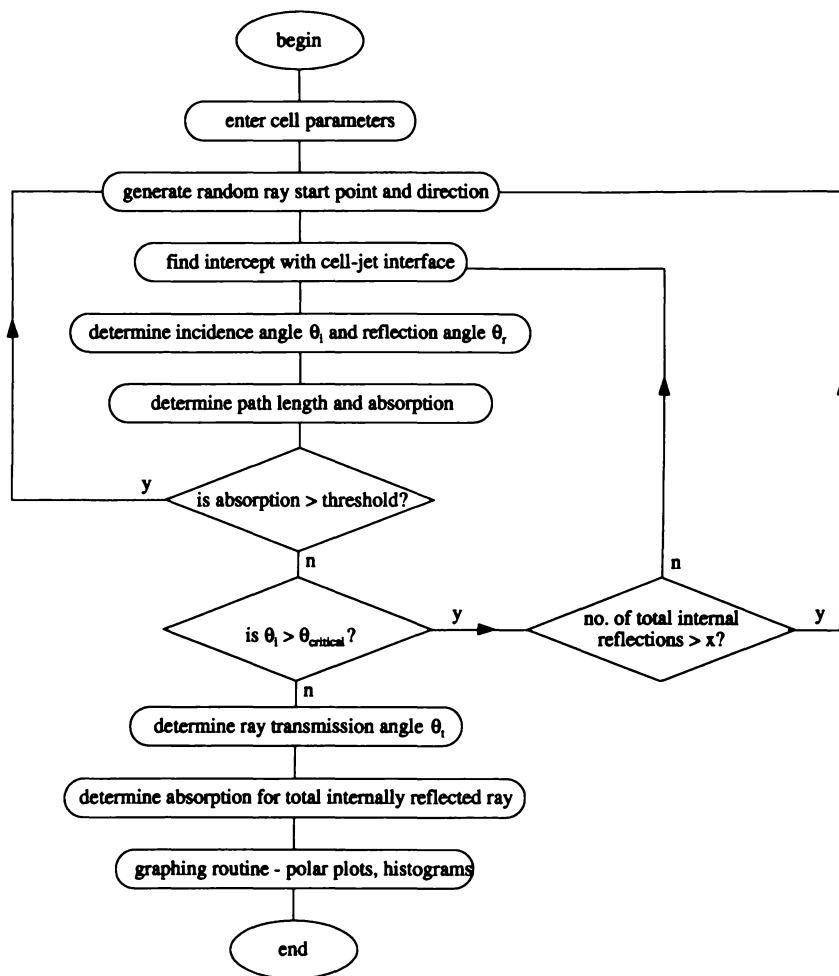 begin
enter cell parameters
generate random ray start point and direction
find intercept with cell-jet interface
determine incidence angle θi and reflection angle θr
determine path length and absorption
y
is absorption > threshold?
n
is θi > θcritical?
y
n
no. of total internal
reflections > x?
y
n
determine ray transmission angle θt
determine absorption for total internally reflected ray
graphing routine - polar plots, histograms
end